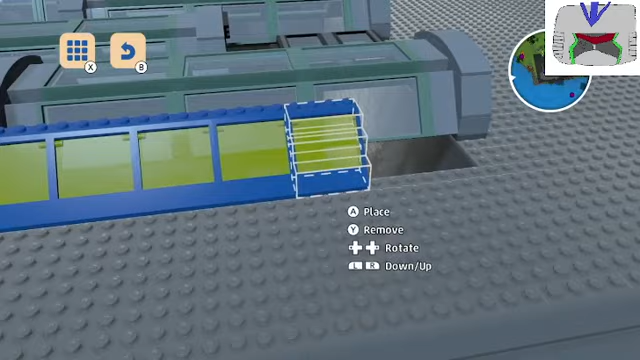 X
B
A Place
Y Remove
Rotate
L R Down/Up